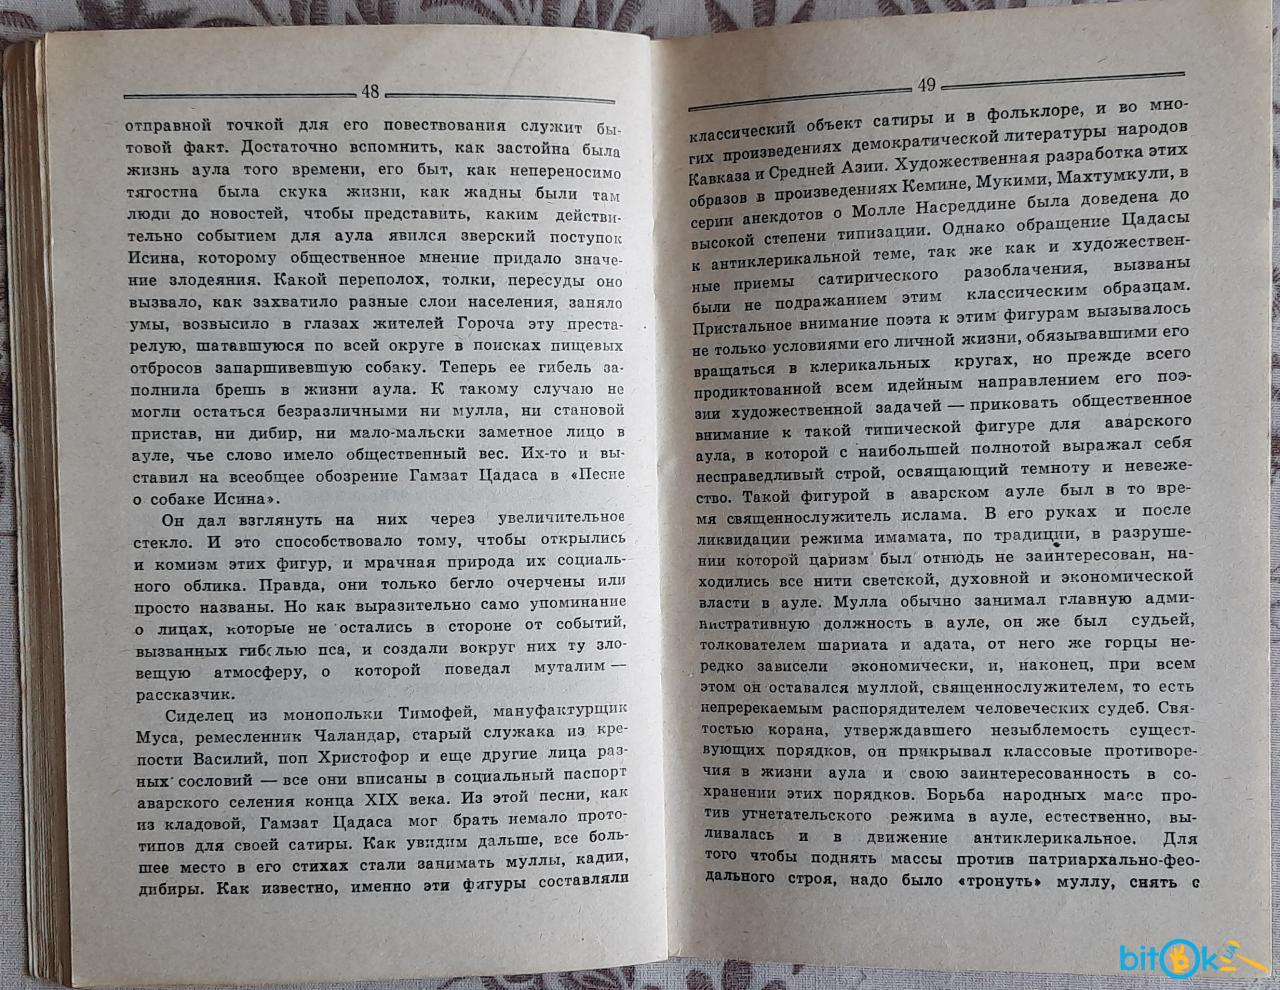 48
отправной точкой для его повествования служит бы-
товой факт. Достаточно вспомнить, как застойна была
жизнь аула того времени, его быт, как непереносимо
тягостна была скука жизни, как жадны были там
люди до новостей, чтобы представить, каким действи-
тельно событием для аула явился зверский поступок
Исина, которому общественное мнение придало значе-
ние злодеяния. Какой переполох, толки, пересуды оно
вызвало, как захватило разные слои населения, заняло
умы, возвысило в глазах жителей Гороча эту преста-
релую, шатавшуюся по всей округе в поисках пищевых
отбросов запаршивевшую собаку. Теперь ее гибель за-
полнила брешь в жизни аула. К такому случаю не
могли остаться безразличными ни мулла, ни становой
пристав, ни дибир, ни мало-мальски заметное лицо в
ауле, чье слово имело общественный вес. Их-то и вы-
ставил на всеобщее обозрение Гамзат Цадаса в «Песне
о собаке Исина».
Он дал взглянуть на них через увеличительное
стекло. И это способствовало тому, чтобы открылись
и комизм этих фигур, и мрачная природа их социаль-
ного облика. Правда, они только бегло очерчены или
просто названы. Но как выразительно само упоминание
о лицах, которые не остались в стороне от событий,
вызванных гибелью пса, и создали вокруг них ту зло-
вещую атмосферу, о которой поведал муталим —
рассказчик.
Сиделец из монопольки Тимофей, мануфактурщик
Муса, ремесленник Чаландар, старый служака из кре-
пости Василий, поп Христофор и еще другие лица раз-
ных сословий — все они вписаны в социальный паспорт
аварского селения конца XIX века. Из этой песни, как
из кладовой, Гамзат Цадаса мог брать немало прото-
типов для своей сатиры. Как увидим дальше, все боль-
шее место в его стихах стали занимать муллы, кадии,
дибиры. Как известно, именно эти фигуры составляли
49
классический объект сатиры и в фольклоре, и во мно-
гих произведениях демократической литературы народов
Кавказа и Средней Азии. Художественная разработка этих
образов в произведениях Кемине, Мукими, Махтумкули, в
серии анекдотов о Молле Насреддине была доведена до
высокой степени типизации. Однако обращение Цадасы
к антиклерикальной теме, так же как и художествен-
ные приемы сатирического разоблачения, вызваны
были не подражанием этим классическим образцам.
Пристальное внимание поэта к этим фигурам вызывалось
не только условиями его личной жизни, обязывавшими его
вращаться в клерикальных кругах, но прежде всего
продиктованной всем идейным направлением его поэ-
зии художественной задачей — приковать общественное
внимание к такой типической фигуре для аварского
аула, в которой с наибольшей полнотой выражал себя
несправедливый строй, освящающий темноту и невеже-
ство. Такой фигурой в аварском ауле был в то вре-
мя священнослужитель ислама. В его руках и после
ликвидации режима имамата, по традиции, в разруше-
нии которой царизм был отнюдь не заинтересован, на-
ходились все нити светской, духовной и экономической
власти в ауле. Мулла обычно занимал главную адми-
нистративную должность в ауле, он же был судьей,
толкователем шариата и адата, от него же горцы не-
редко зависели экономически, и, наконец, при всем
этом он оставался муллой, священнослужителем, то есть
непререкаемым распорядителем человеческих судеб. Свя-
тостью корана, утверждавшего незыблемость сущест-
вующих порядков, он прикрывал классовые противоре-
чия в жизни аула и свою заинтересованность в со-
хранении этих порядков. Борьба народных масс про-
тив угнетательского режима в ауле, естественно, вы-
ливалась и в движение антиклерикальное. Для
того чтобы поднять массы против патриархально-фео-
дального строя, надо было «тронуть» муллу, снять с
bitok